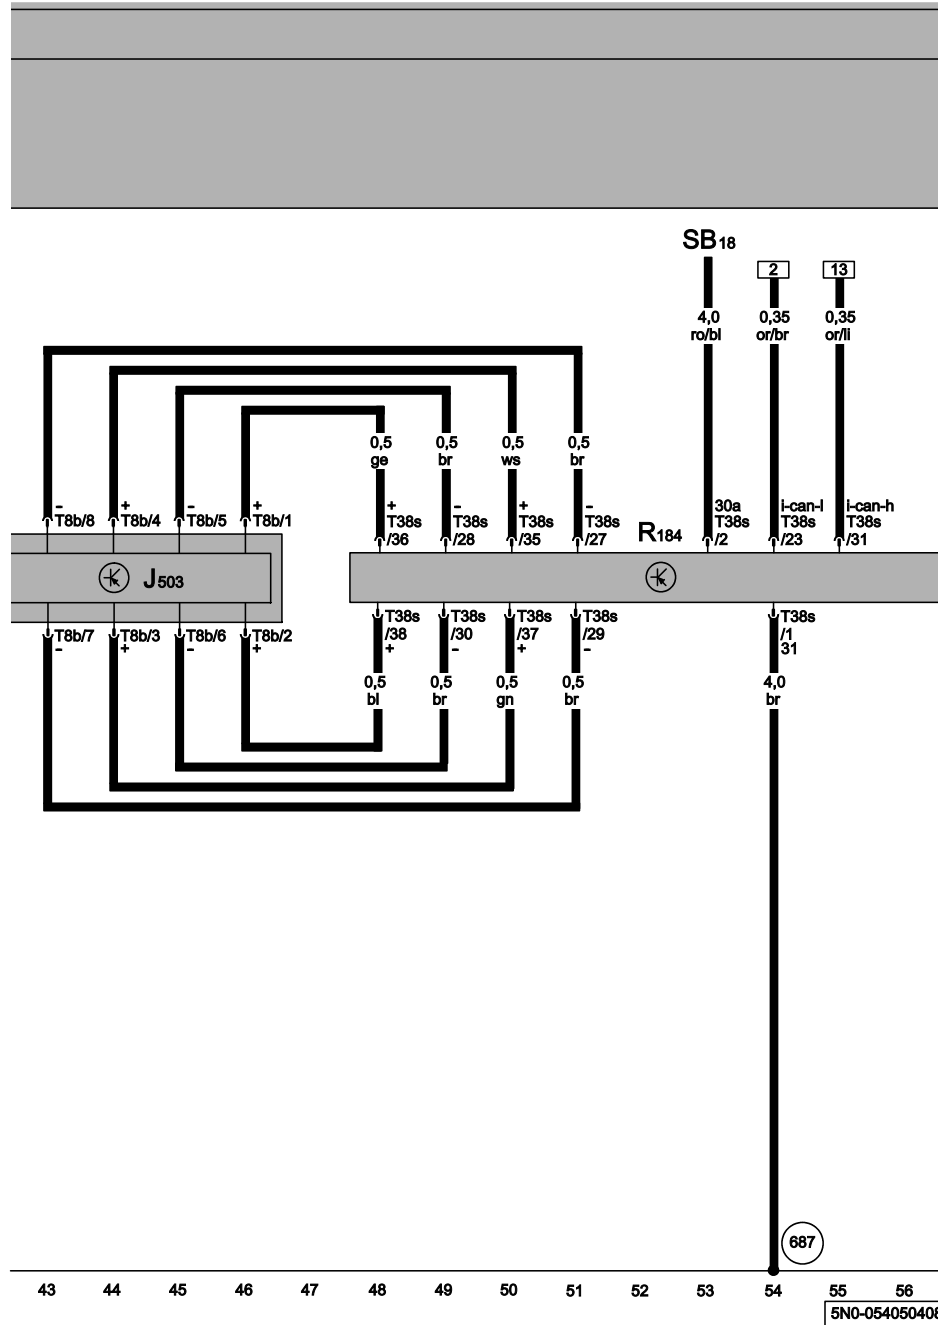 SB18
2 13
4,0 0,35 0,35
ro/bl or/br or/li
0,5 0,5 0,5 0,5
ge br ws br
- + - + + - + - 30a i-can-l i-can-h
T8b/8 T8b/4 T8b/5 T8b/1 T38s T38s T38s T38s T38s T38s T38s
/36 /28 /35 /27 R184 /2 /23 /31
J503
T8b/7 T8b/3 T8b/6 T8b/2 T38s T38s T38s T38s T38s
/38 /30 /37 /29 /1
- + - + + - + - 31
0,5 0,5 0,5 0,5 4,0
bl br gn br br
687
43 44 45 46 47 48 49 50 51 52 53 54 55 56
5N0-054050408